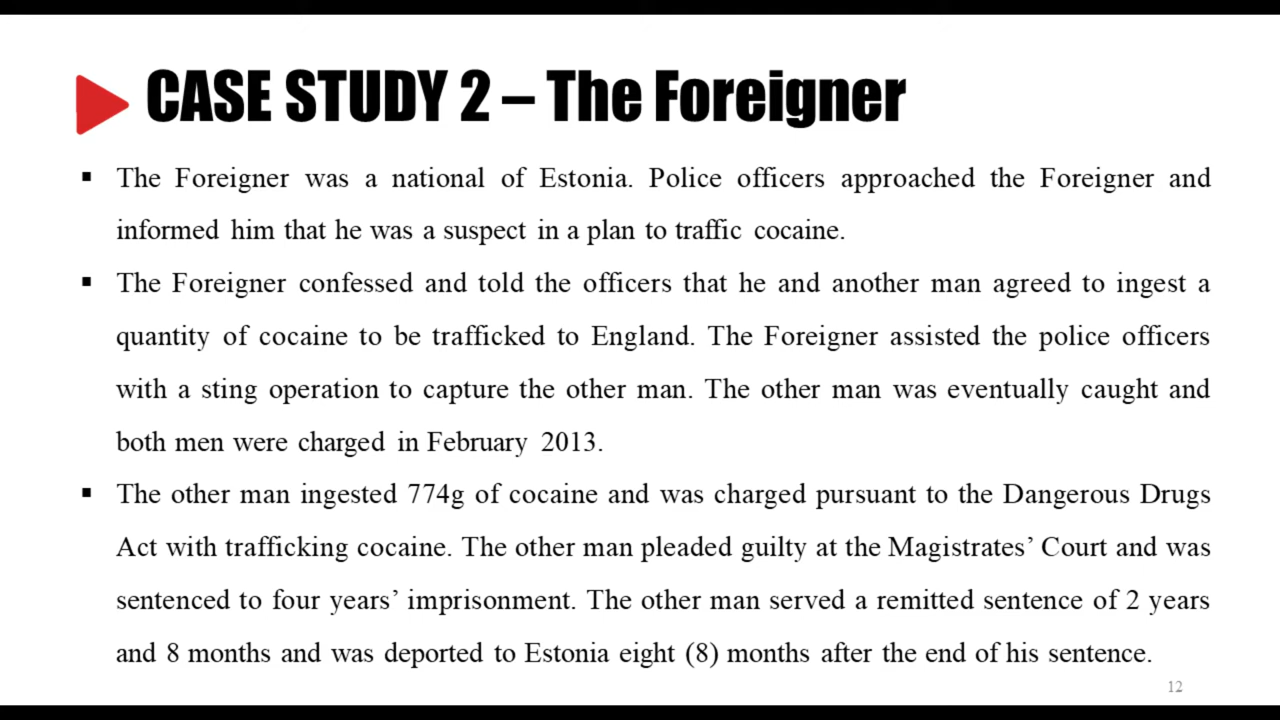 CASE STUDY 2 – The Foreigner
▪ The Foreigner was a national of Estonia. Police officers approached the Foreigner and
informed him that he was a suspect in a plan to traffic cocaine.
▪ The Foreigner confessed and told the officers that he and another man agreed to ingest a
quantity of cocaine to be trafficked to England. The Foreigner assisted the police officers
with a sting operation to capture the other man. The other man was eventually caught and
both men were charged in February 2013.
▪ The other man ingested 774g of cocaine and was charged pursuant to the Dangerous Drugs
Act with trafficking cocaine. The other man pleaded guilty at the Magistrates’ Court and was
sentenced to four years’ imprisonment. The other man served a remitted sentence of 2 years
and 8 months and was deported to Estonia eight (8) months after the end of his sentence.
12